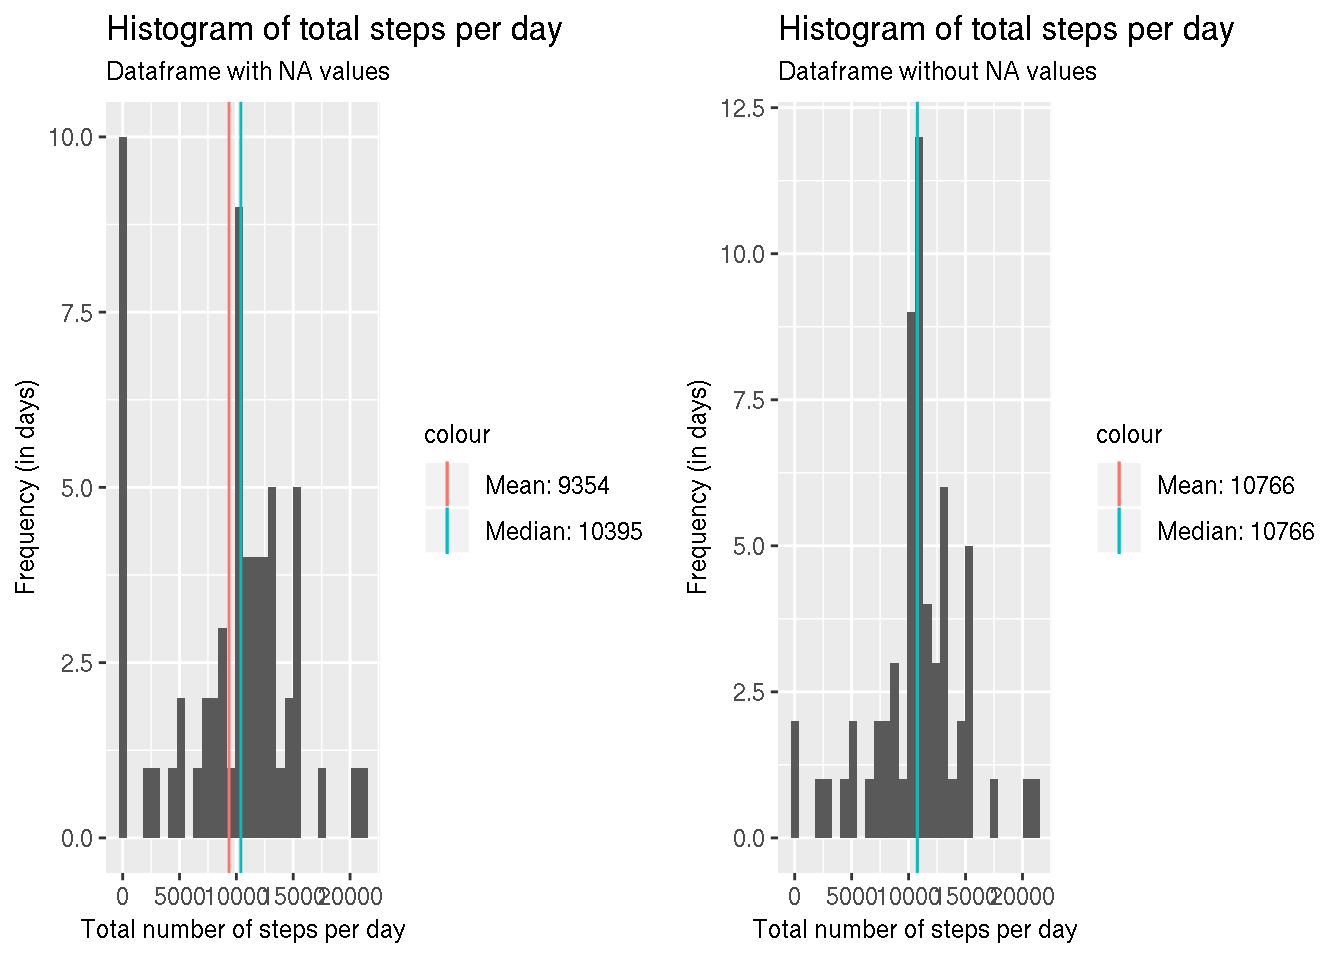 Histogram of total steps per day
Dataframe with NA values
10.0
7.5
5.0
2.5
0.0
Frequency (in days)
0 5000 10000 15000 20000
Total number of steps per day
colour
Mean: 9354
Median: 10395
Histogram of total steps per day
Dataframe without NA values
12.5
10.0
7.5
5.0
2.5
0.0
Frequency (in days)
0 5000 10000 15000 20000
Total number of steps per day
colour
Mean: 10766
Median: 10766